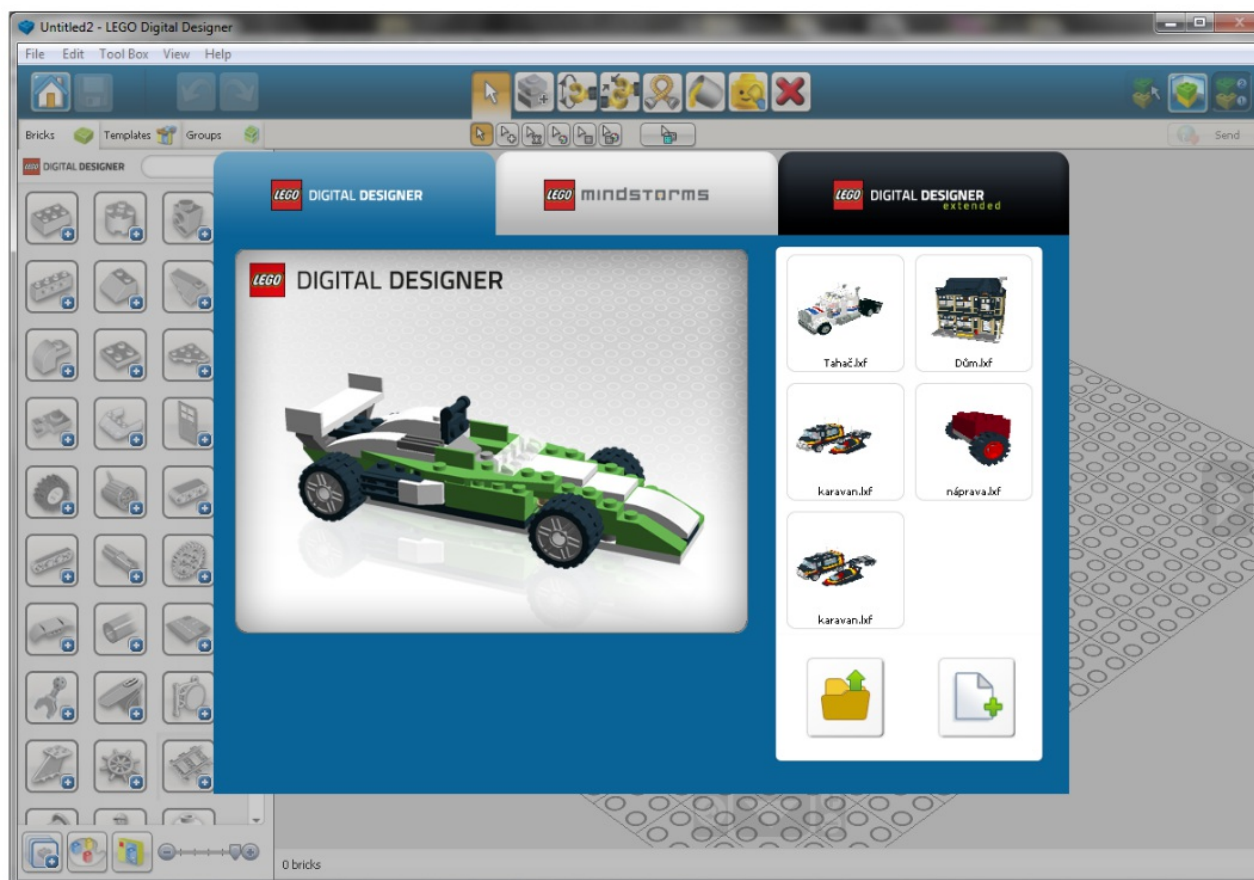 Untitled2 - LEGO Digital Designer
File Edit Tool Box View Help
Bricks Templates Groups
Send
LEGO DIGITAL DESIGNER
LEGO DIGITAL DESIGNER
LEGO mindstorms
LEGO DIGITAL DESIGNER
extended
LEGO DIGITAL DESIGNER
Tahač.lxf
Dům.lxf
karavan.lxf
náprava.lxf
karavan.lxf
0 bricks